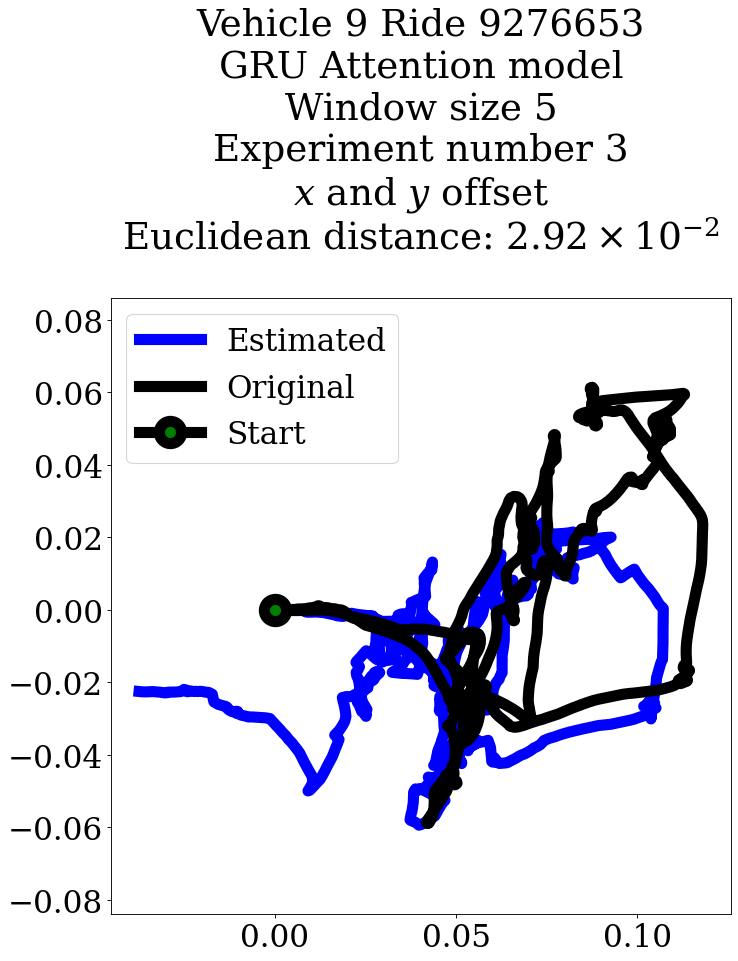 Vehicle 9 Ride 9276653
GRU Attention model
Window size 5
Experiment number 3
x and y offset
Euclidean distance: 2.92 × 10⁻²
Estimated
Original
Start
0.08
0.06
0.04
0.02
0.00
−0.02
−0.04
−0.06
−0.08
0.00 0.05 0.10